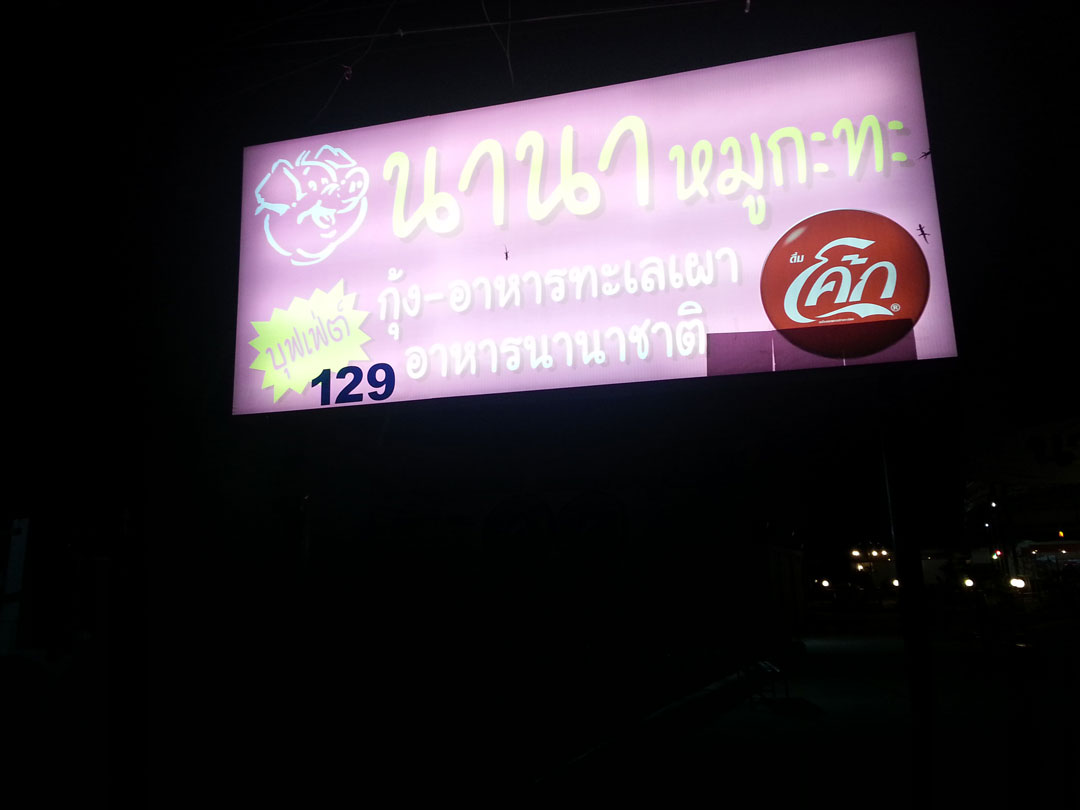 นานา หมูกะทะ
กุ้ง-อาหารทะเลเผา
อาหารนานาชาติ
บุฟเฟ่ต์
129
ดื่ม
โค้ก®